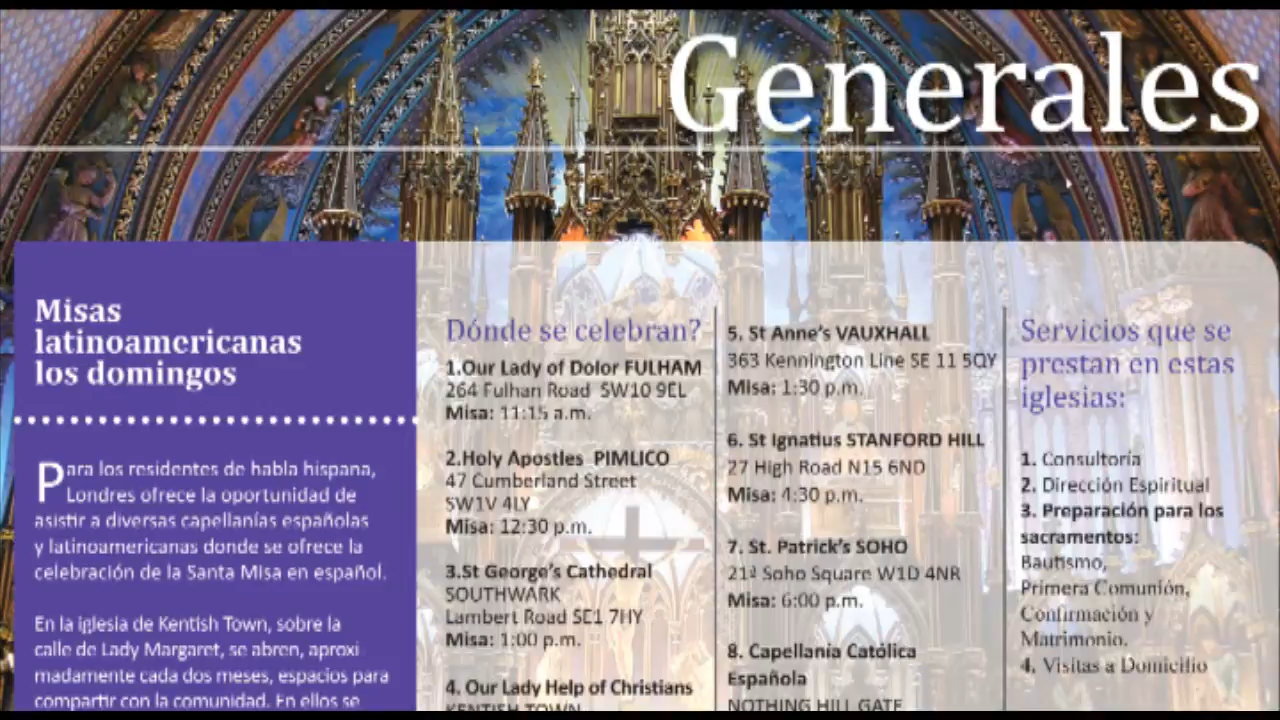 Generales
Misas
latinoamericanas
los domingos
Para los residentes de habla hispana,
Londres ofrece la oportunidad de
asistir a diversas capellanías españolas
y latinoamericanas donde se ofrece la
celebración de la Santa Misa en español.
En la iglesia de Kentish Town, sobre la
calle de Lady Margaret, se abren, aproxi
madamente cada dos meses, espacios para
compartir con la comunidad. En ellos se
Dónde se celebran?
1.Our Lady of Dolor FULHAM
264 Fulhan Road SW10 9EL
Misa: 11:15 a.m.
2.Holy Apostles PIMLICO
47 Cumberland Street
SW1V 4LY
Misa: 12:30 p.m.
3.St George's Cathedral
SOUTHWARK
Lambert Road SE1 7HY
Misa: 1:00 p.m.
4. Our Lady Help of Christians
KENTISH TOWN
5. St Anne's VAUXHALL
363 Kennington Line SE 11 5QY
Misa: 1:30 p.m.
6. St Ignatius STANFORD HILL
27 High Road N15 6ND
Misa: 4:30 p.m.
7. St. Patrick's SOHO
21ª Soho Square W1D 4NR
Misa: 6:00 p.m.
8. Capellania Católica
Española
NOTHING HILL GATE
Servicios que se
prestan en estas
iglesias:
1. Consultoría
2. Dirección Espiritual
3. Preparación para los
sacramentos:
Bautismo,
Primera Comunión,
Confirmación y
Matrimonio.
4. Visitas a Domicilio